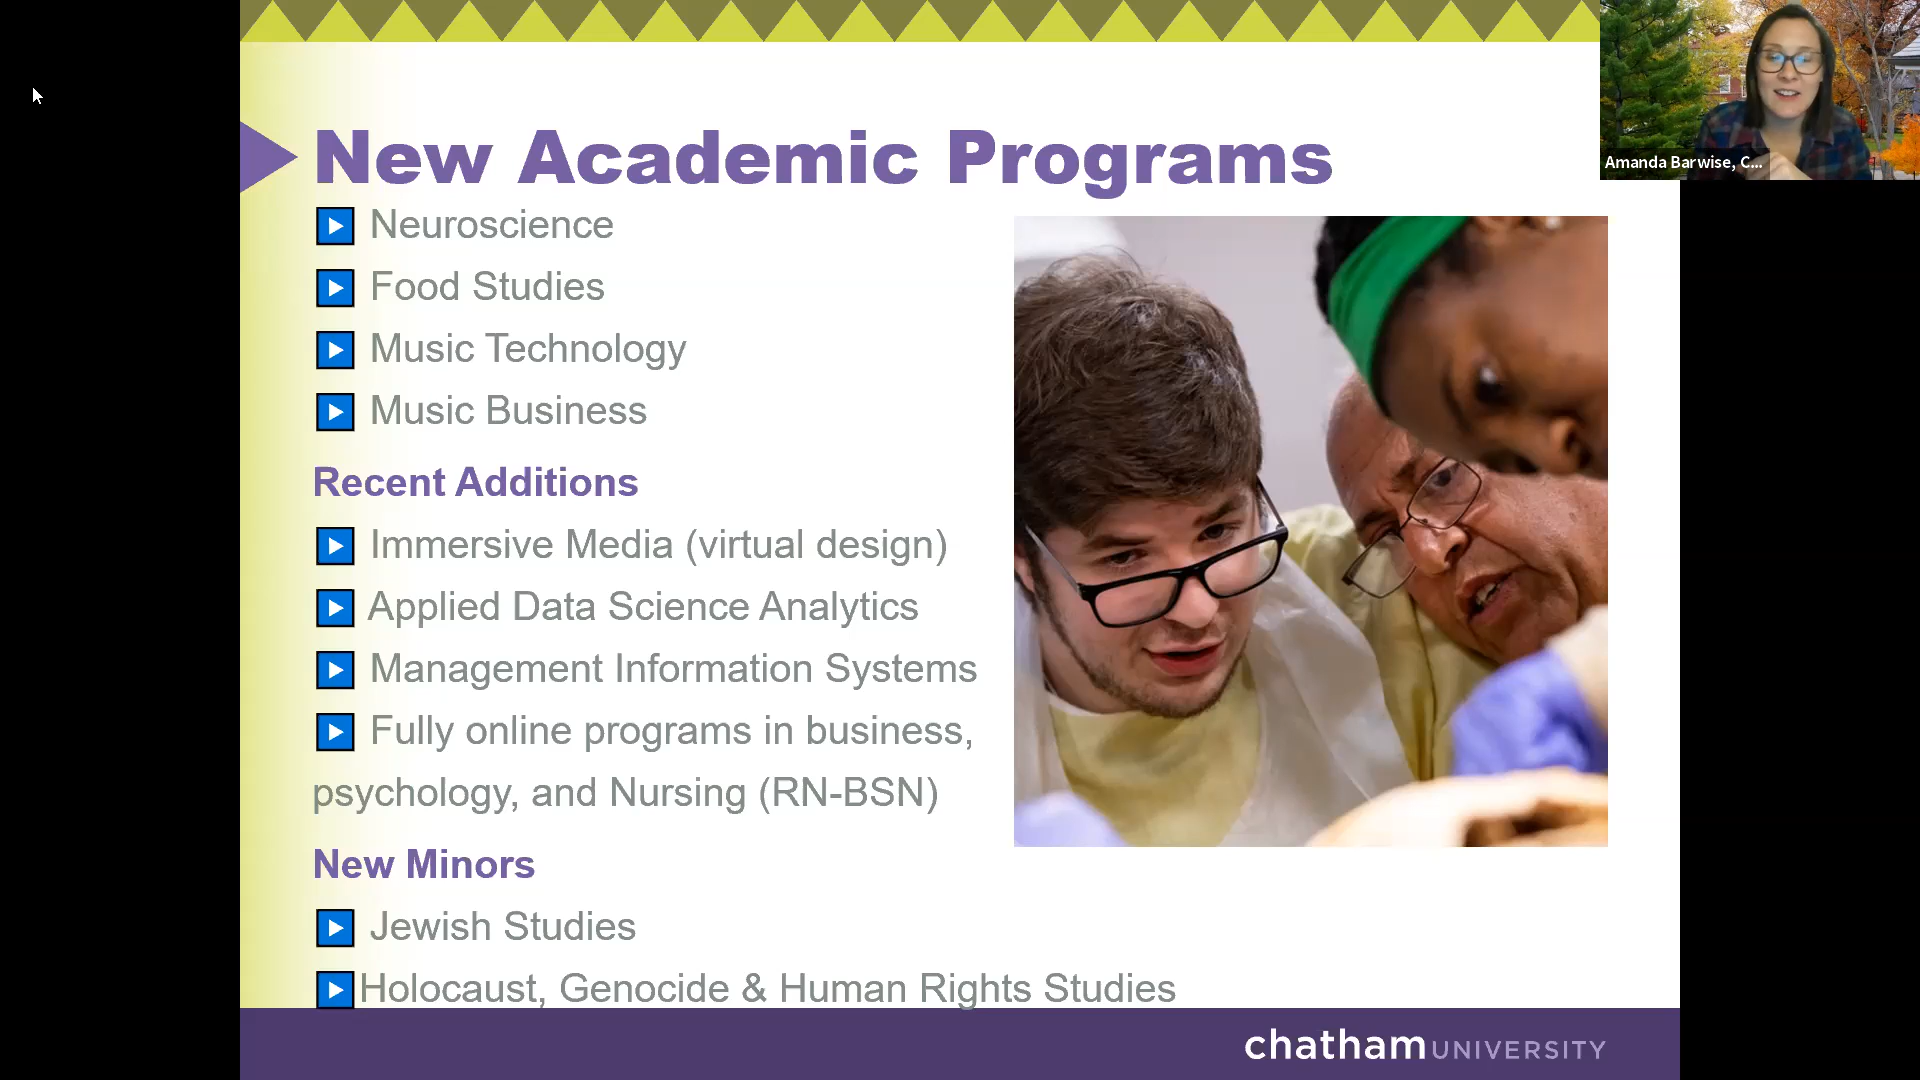 Amanda Barwise, C...
New Academic Programs
Neuroscience
Food Studies
Music Technology
Music Business
Recent Additions
Immersive Media (virtual design)
Applied Data Science Analytics
Management Information Systems
Fully online programs in business,
psychology, and Nursing (RN-BSN)
New Minors
Jewish Studies
Holocaust, Genocide & Human Rights Studies
chatham UNIVERSITY